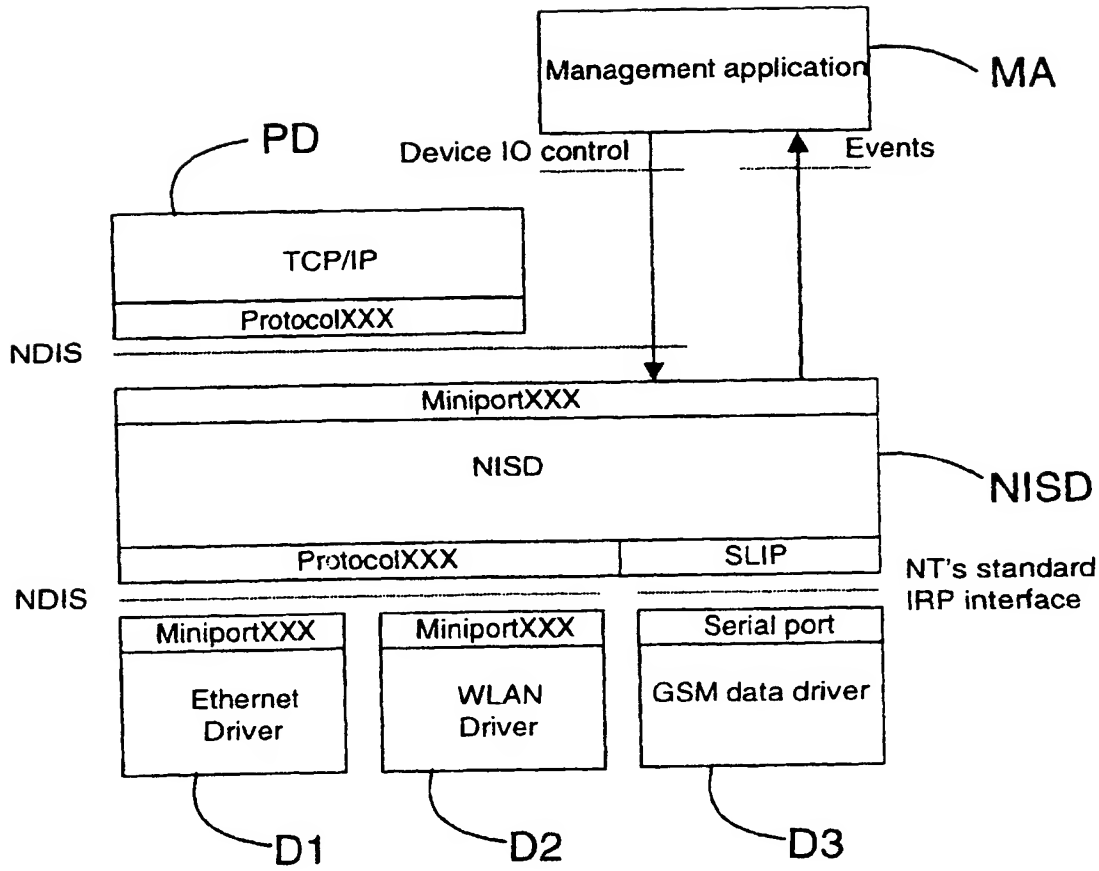 Management application
MA
PD
Device IO control
Events
TCP/IP
ProtocolXXX
NDIS
MiniportXXX
NISD
NISD
ProtocolXXX
SLIP
NT's standard
IRP interface
NDIS
MiniportXXX
MiniportXXX
Serial port
Ethernet
Driver
WLAN
Driver
GSM data driver
D1
D2
D3